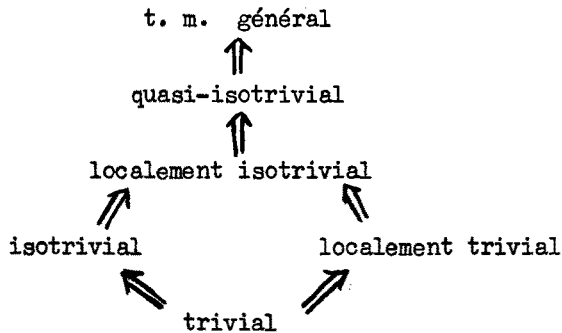 t. m. général
quasi-isotrivial
localement isotrivial
isotrivial localement trivial
trivial